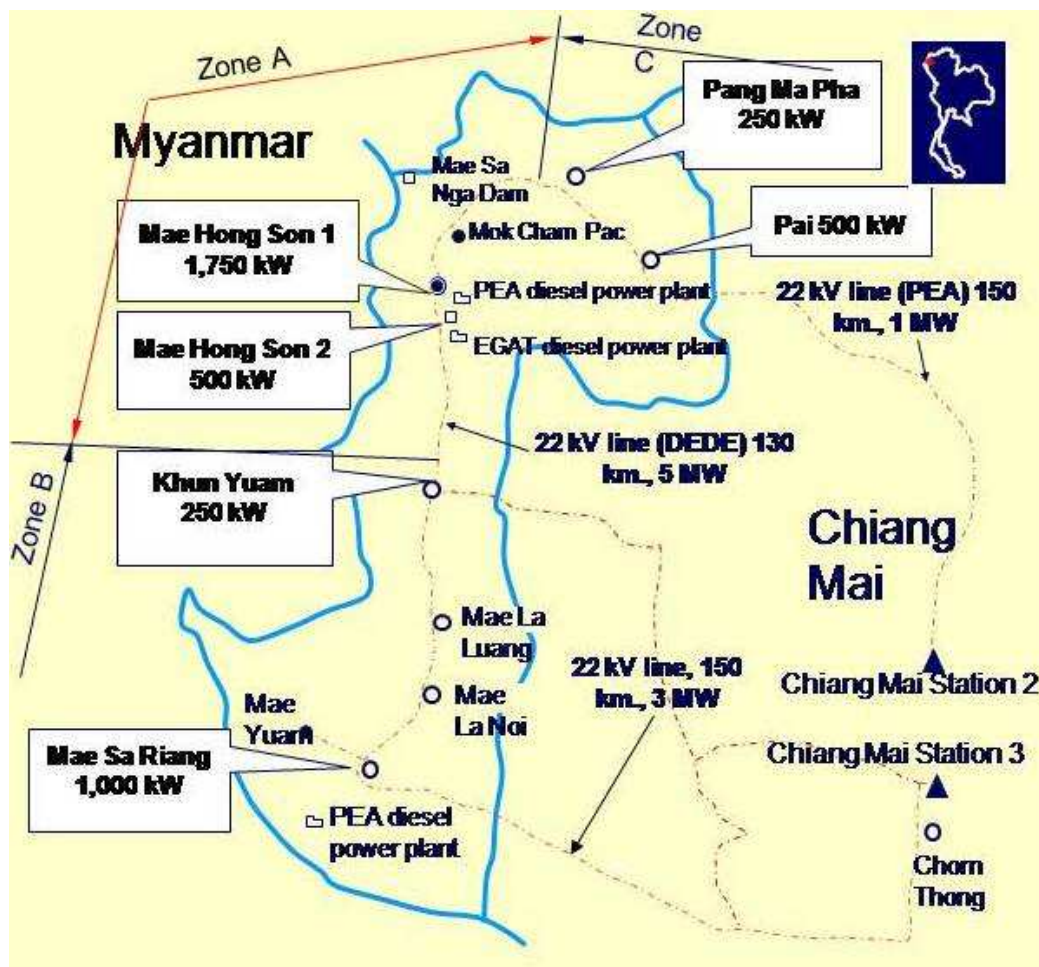 Zone A
Zone
C
Pang Ma Pha
250 kW
Myanmar
Mae Sa
Nga Dam
Mae Hong Son 1
1,750 kW
Mok Cham Pac
Pai 500 kW
PEA diesel power plant
22 kV line (PEA) 150
km., 1 MW
Mae Hong Son 2
500 kW
EGAT diesel power plant
22 kV line (DEDE) 130
km., 5 MW
Zone B
Khun Yuam
250 kW
Chiang
Mai
Mae La
Luang
22 kV line, 150
km., 3 MW
Chiang Mai Station 2
Mae
Yuam
Mae
La Noi
Mae Sa Riang
1,000 kW
Chiang Mai Station 3
PEA diesel
power plant
Chom
Thong